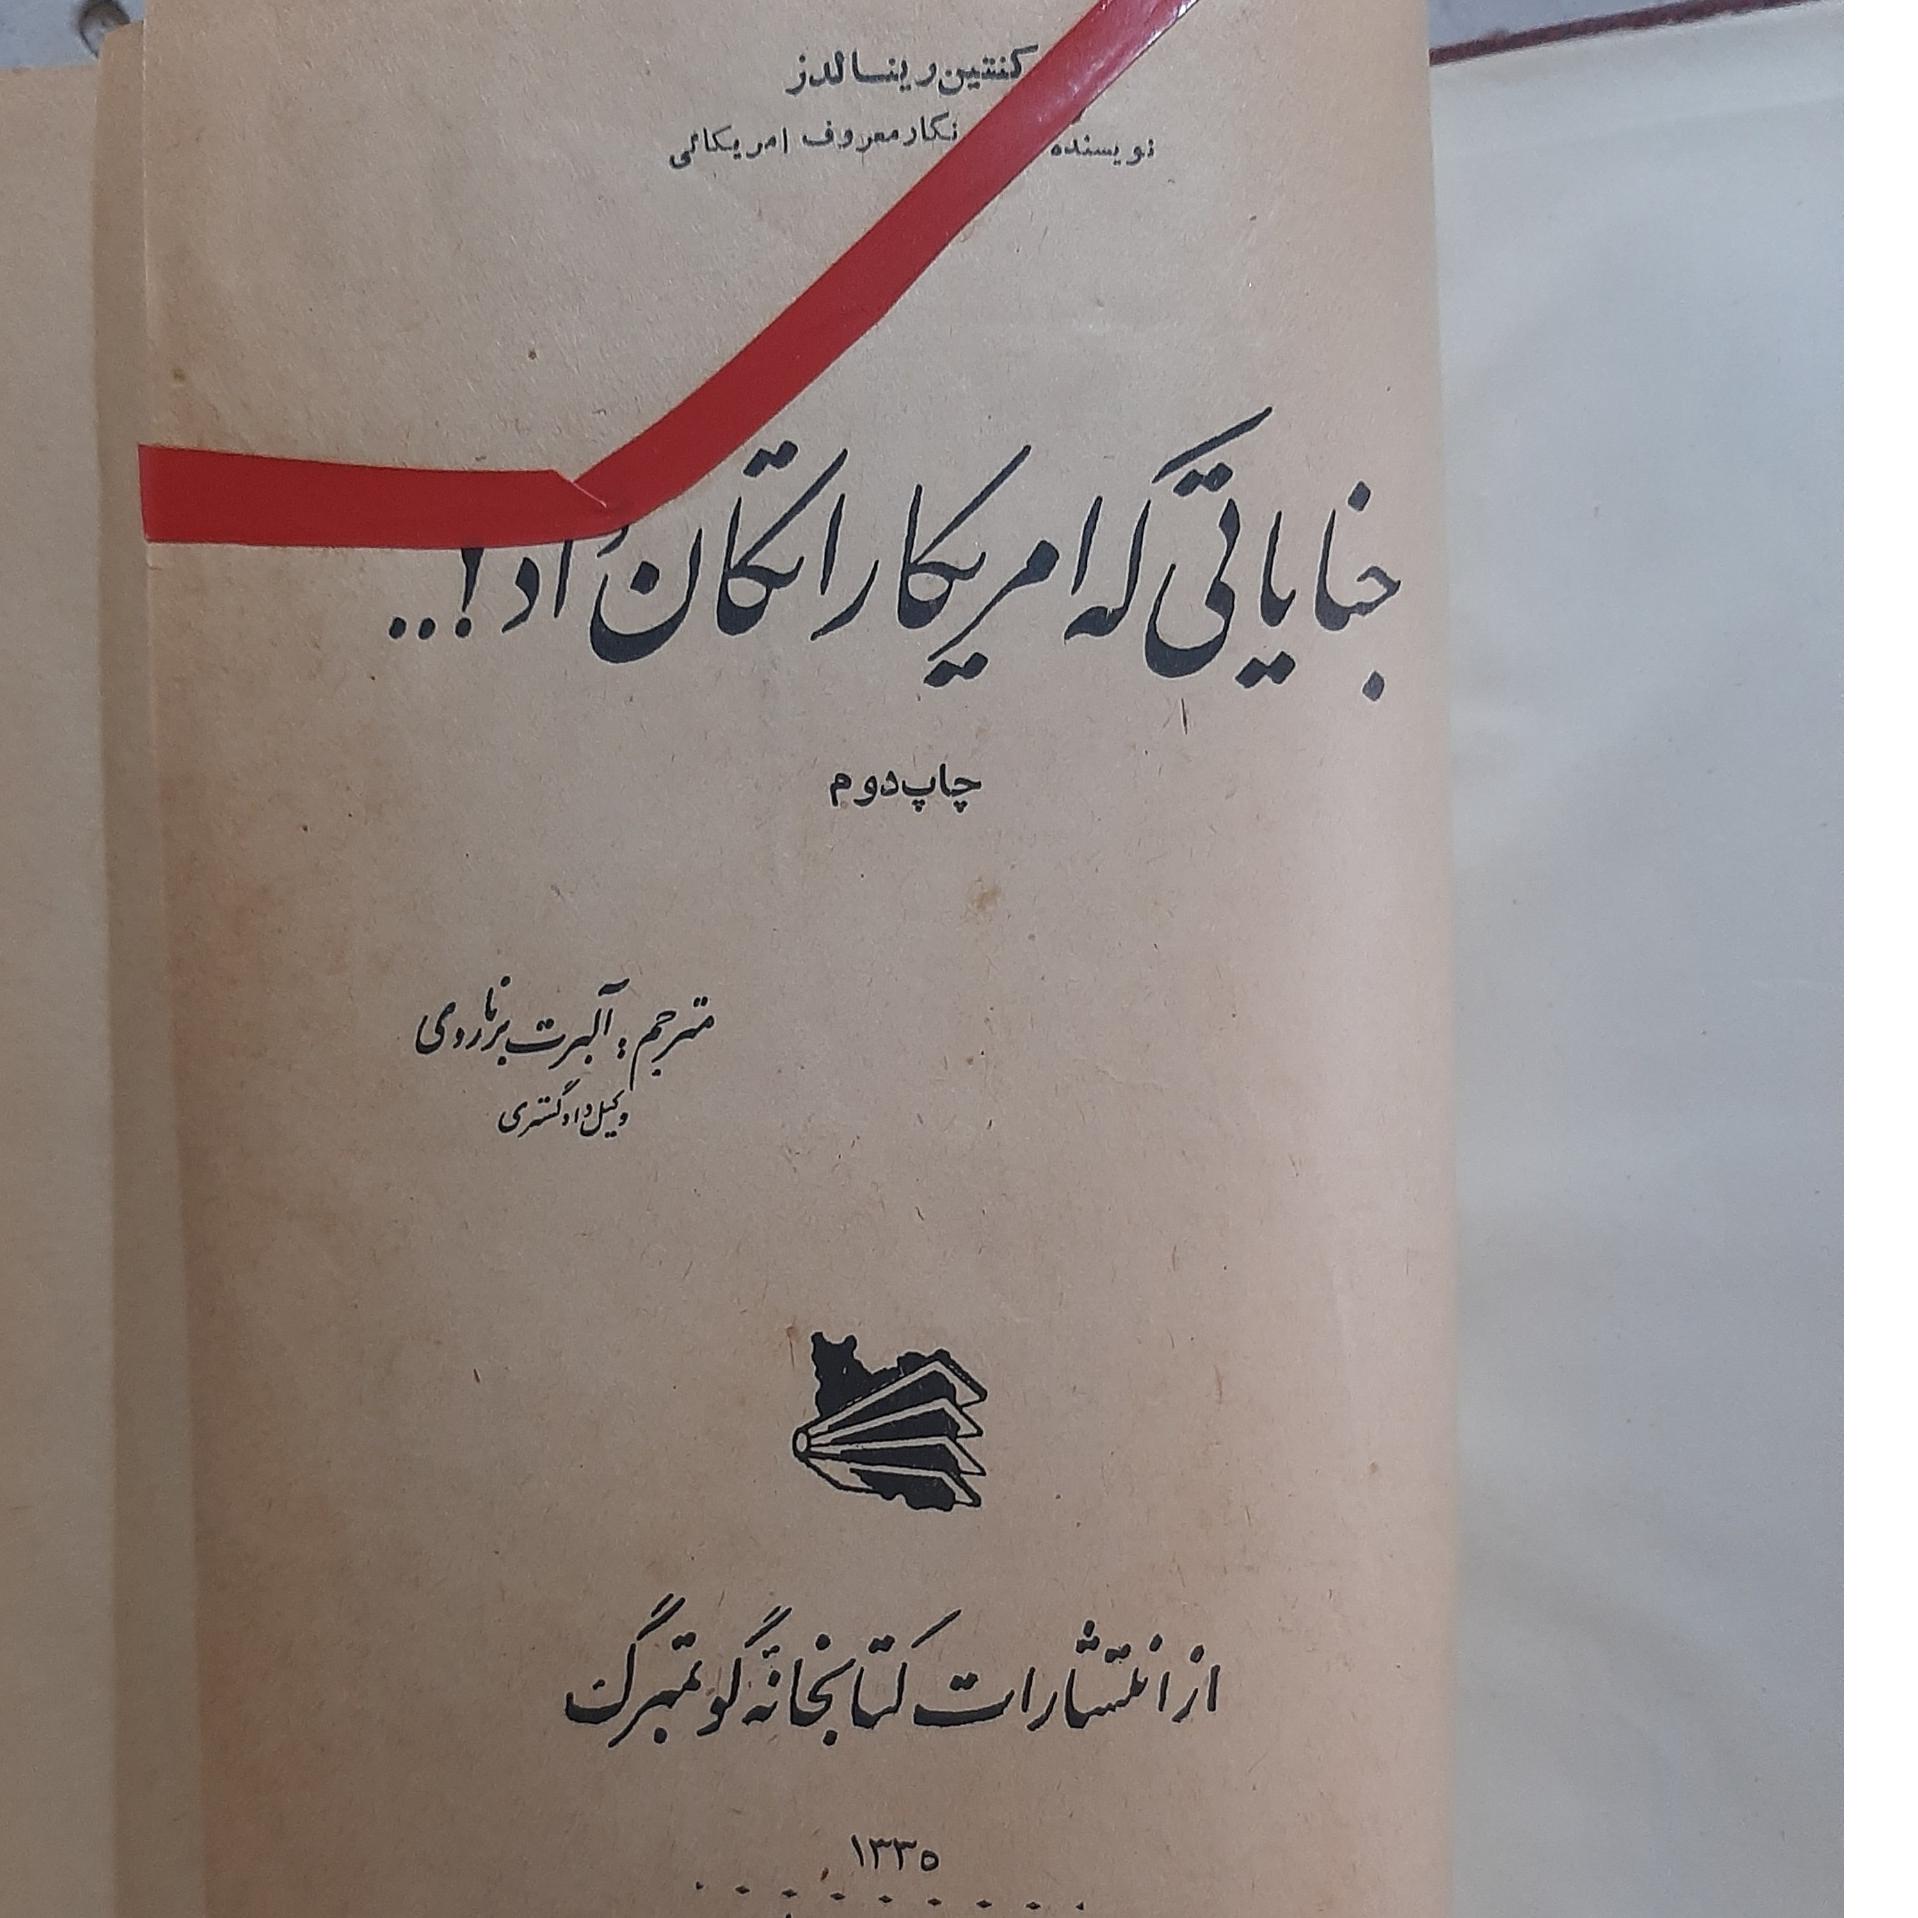 کنتین رینالدز
نویسنده نگار معروف امریکائی
جنایاتی که امریکا را تکان داد!..
چاپ دوم
مترجم: آلبرت برناردی
وکیل دادگستری
از انتشارات کتابخانهٔ گوتمبرگ
۱۳۳۵